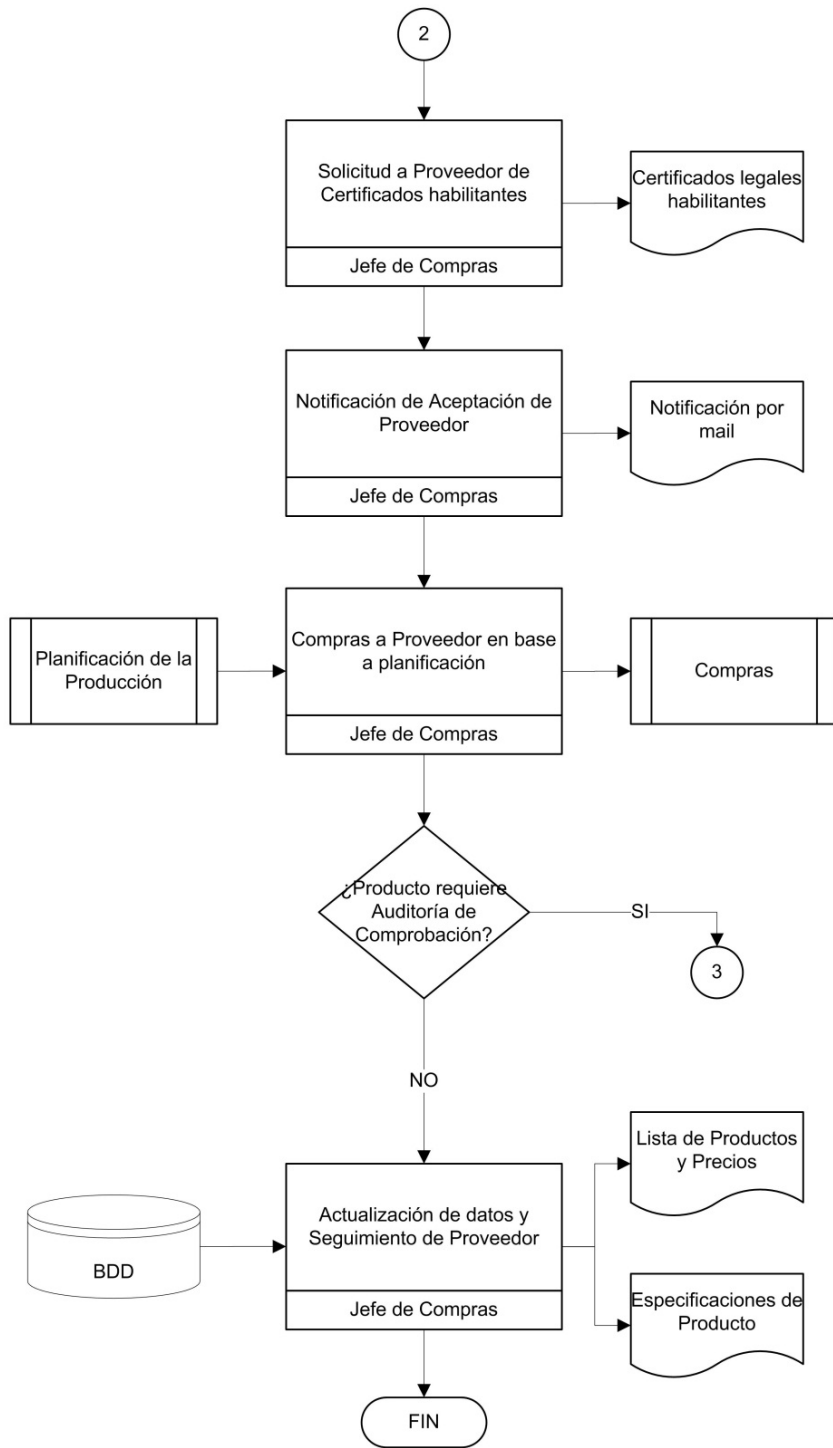 2
Solicitud a Proveedor de
Certificados habilitantes
Jefe de Compras
Certificados legales
habilitantes
Notificación de Aceptación de
Proveedor
Jefe de Compras
Notificación por
mail
Planificación de la
Producción
Compras a Proveedor en base
a planificación
Jefe de Compras
Compras
¿Producto requiere
Auditoría de
Comprobación?
SI
3
NO
BDD
Actualización de datos y
Seguimiento de Proveedor
Jefe de Compras
Lista de Productos
y Precios
Especificaciones de
Producto
FIN